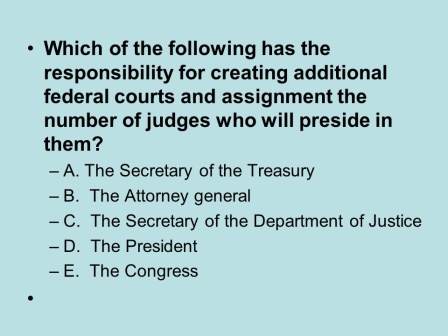 • Which of the following has the
responsibility for creating additional
federal courts and assignment the
number of judges who will preside in
them?
– A. The Secretary of the Treasury
– B. The Attorney general
– C. The Secretary of the Department of Justice
– D. The President
– E. The Congress
•